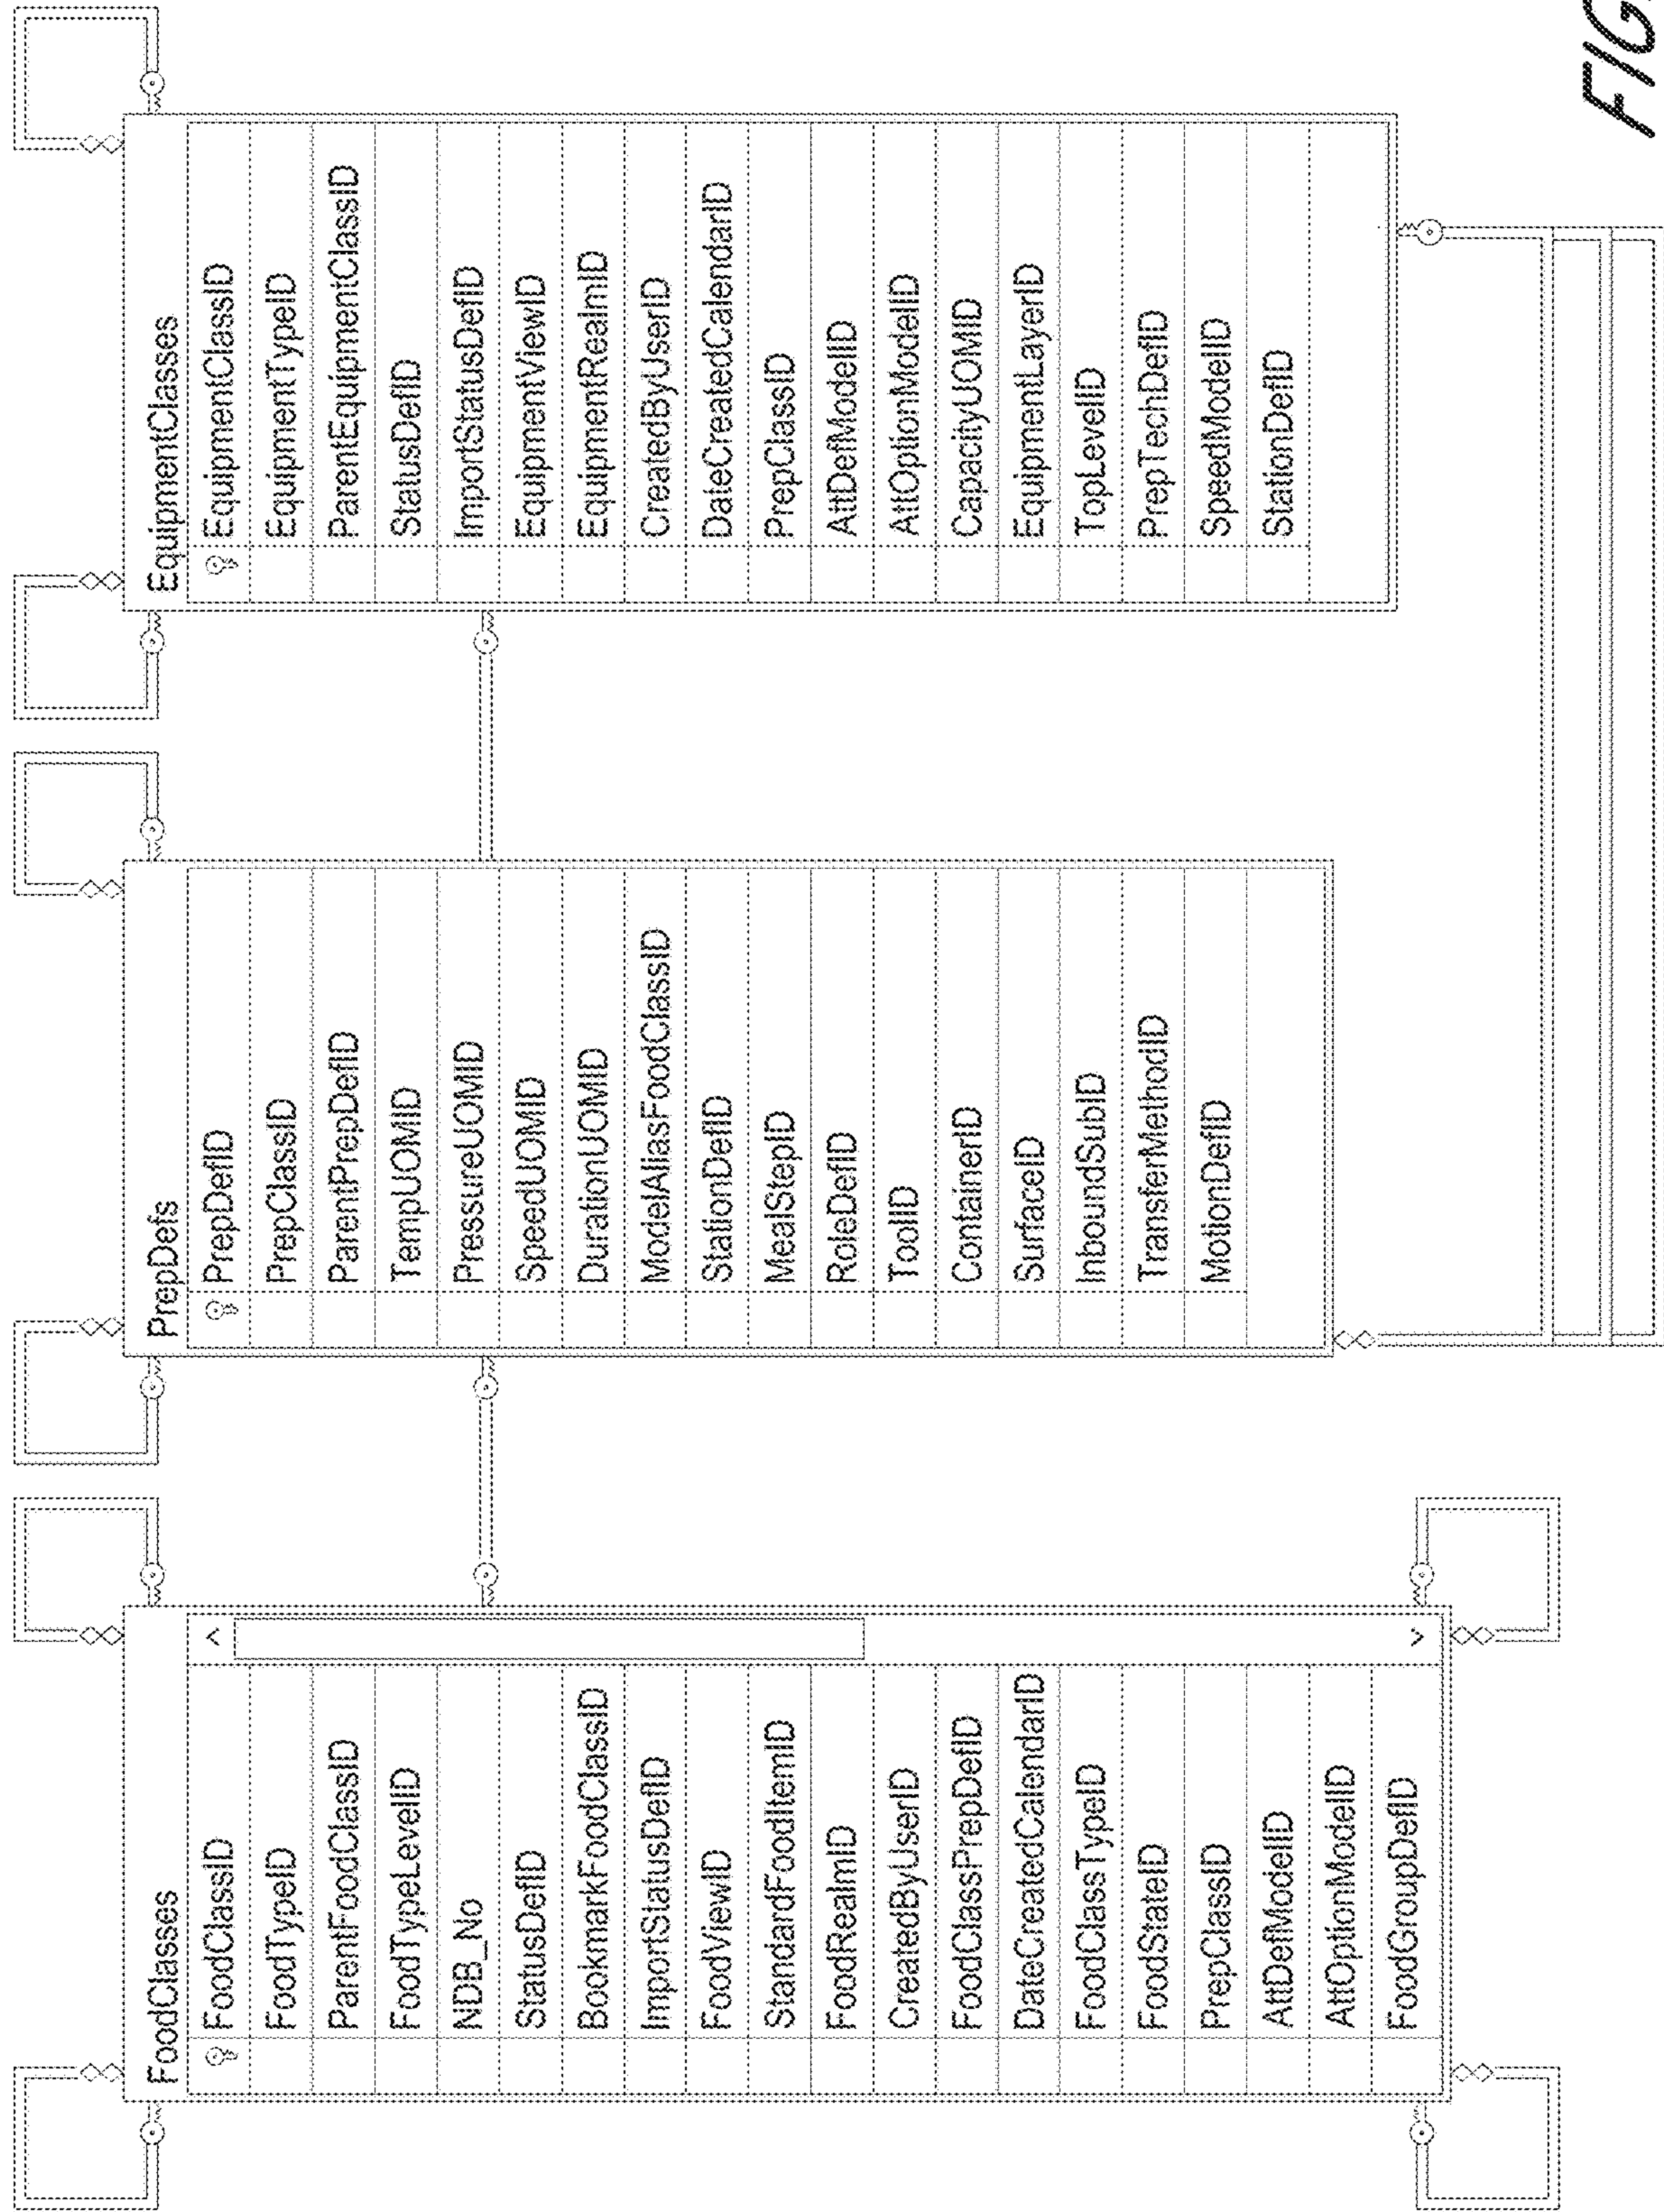 FoodClasses
FoodClassID
FoodTypeID
ParentFoodClassID
FoodTypeLevelID
NDB_No
StatusDefID
BookmarkFoodClassID
ImportStatusDefID
FoodViewID
StandardFoodItemID
FoodRealmID
CreatedByUserID
FoodClassPrepDefID
DateCreatedCalendarID
FoodClassTypeID
FoodStateID
PrepClassID
AttDefModelID
AttOptionModelID
FoodGroupDefID
PrepDefs
PrepDefID
PrepClassID
ParentPrepDefID
TempUOMID
PressureUOMID
SpeedUOMID
DurationUOMID
ModelAliasFoodClassID
StationDefID
MealStepID
RoleDefID
ToolID
ContainerID
SurfaceID
InboundSubID
TransferMethodID
MotionDefID
EquipmentClasses
EquipmentClassID
EquipmentTypeID
ParentEquipmentClassID
StatusDefID
ImportStatusDefID
EquipmentViewID
EquipmentRealmID
CreatedByUserID
DateCreatedCalendarID
PrepClassID
AttDefModelID
AttOptionModelID
CapacityUOMID
EquipmentLayerID
TopLevelID
PrepTechDefID
SpeedModelID
StationDefID
FIG